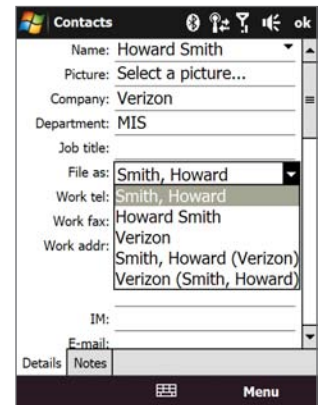 Contacts ok
Name: Howard Smith
Picture: Select a picture...
Company: Verizon
Department: MIS
Job title:
File as: Smith, Howard
Work tel: Smith, Howard
Work fax: Howard Smith
Work addr: Verizon
Smith, Howard (Verizon)
Verizon (Smith, Howard)
IM:
E-mail:
Details Notes
Menu